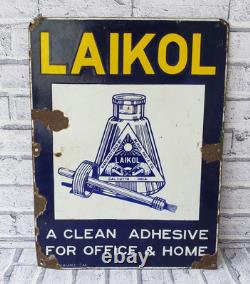 LAIKOL
LAIKOL
CALCUTTA INDIA
A CLEAN ADHESIVE
FOR OFFICE & HOME